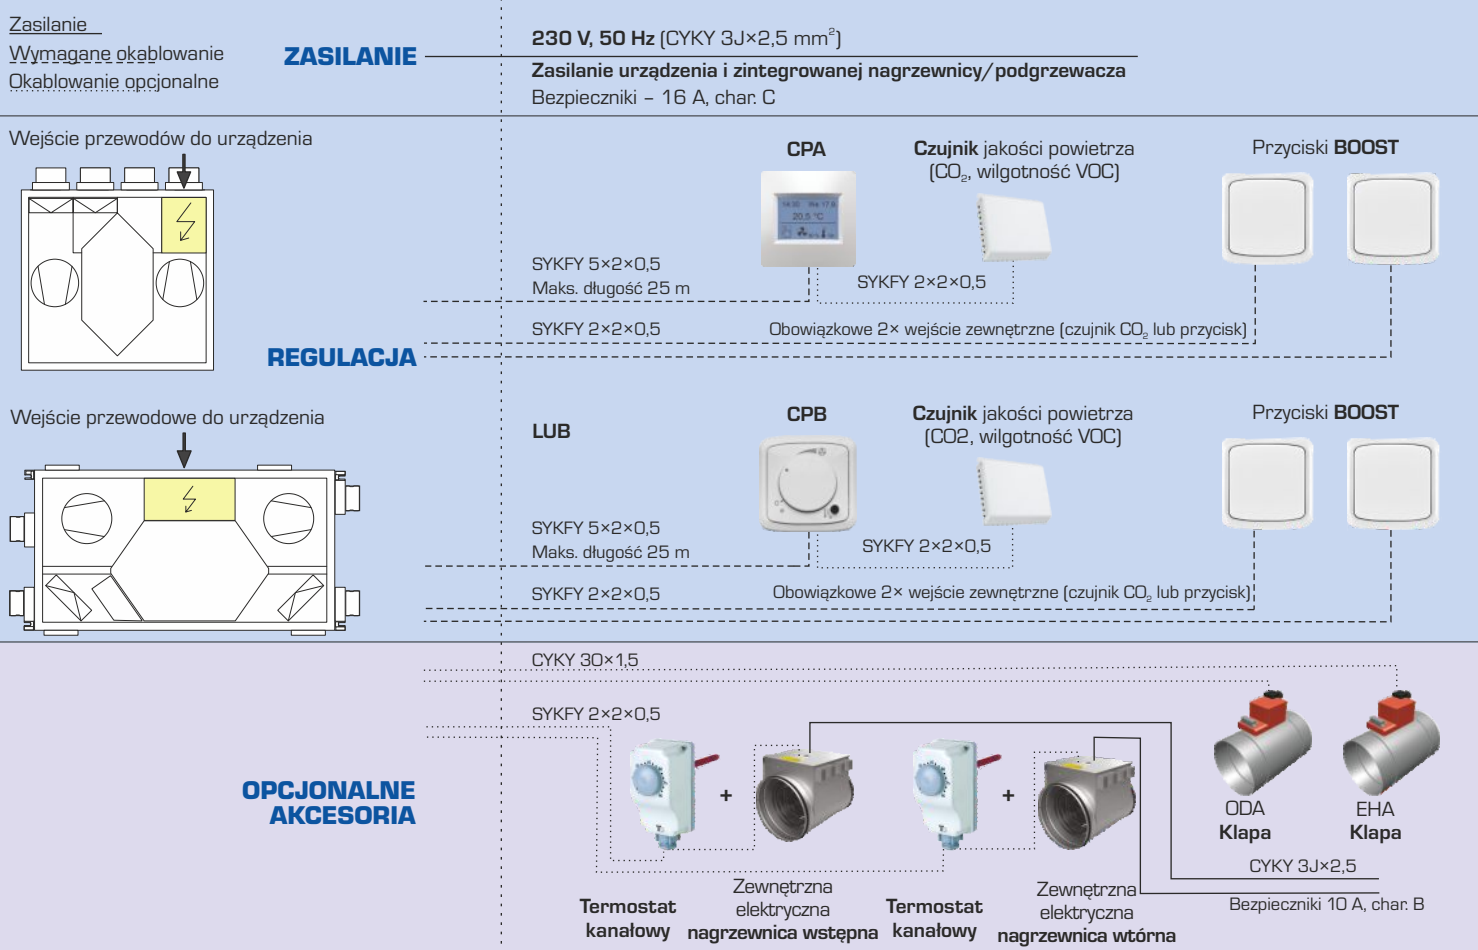 Zasilanie
Wymagane okablowanie
Okablowanie opcjonalne
ZASILANIE
230 V, 50 Hz (CYKY 3J×2,5 mm²)
Zasilanie urządzenia i zintegrowanej nagrzewnicy/podgrzewacza
Bezpieczniki – 16 A, char. C
Wejście przewodów do urządzenia
REGULACJA
CPA
Czujnik jakości powietrza
(CO₂, wilgotność VOC)
Przyciski BOOST
20,5 °C
SYKFY 5×2×0,5
Maks. długość 25 m
SYKFY 2×2×0,5
SYKFY 2×2×0,5
Obowiązkowe 2× wejście zewnętrzne (czujnik CO₂ lub przycisk)
Wejście przewodowe do urządzenia
LUB
CPB
Czujnik jakości powietrza
(CO2, wilgotność VOC)
Przyciski BOOST
SYKFY 5×2×0,5
Maks. długość 25 m
SYKFY 2×2×0,5
SYKFY 2×2×0,5
Obowiązkowe 2× wejście zewnętrzne (czujnik CO₂ lub przycisk)
OPCJONALNE
AKCESORIA
CYKY 3O×1,5
SYKFY 2×2×0,5
+
+
ODA
Klapa
EHA
Klapa
CYKY 3J×2,5
Bezpieczniki 10 A, char. B
Termostat
kanałowy
Zewnętrzna
elektryczna
nagrzewnica wstępna
Termostat
kanałowy
Zewnętrzna
elektryczna
nagrzewnica wtórna